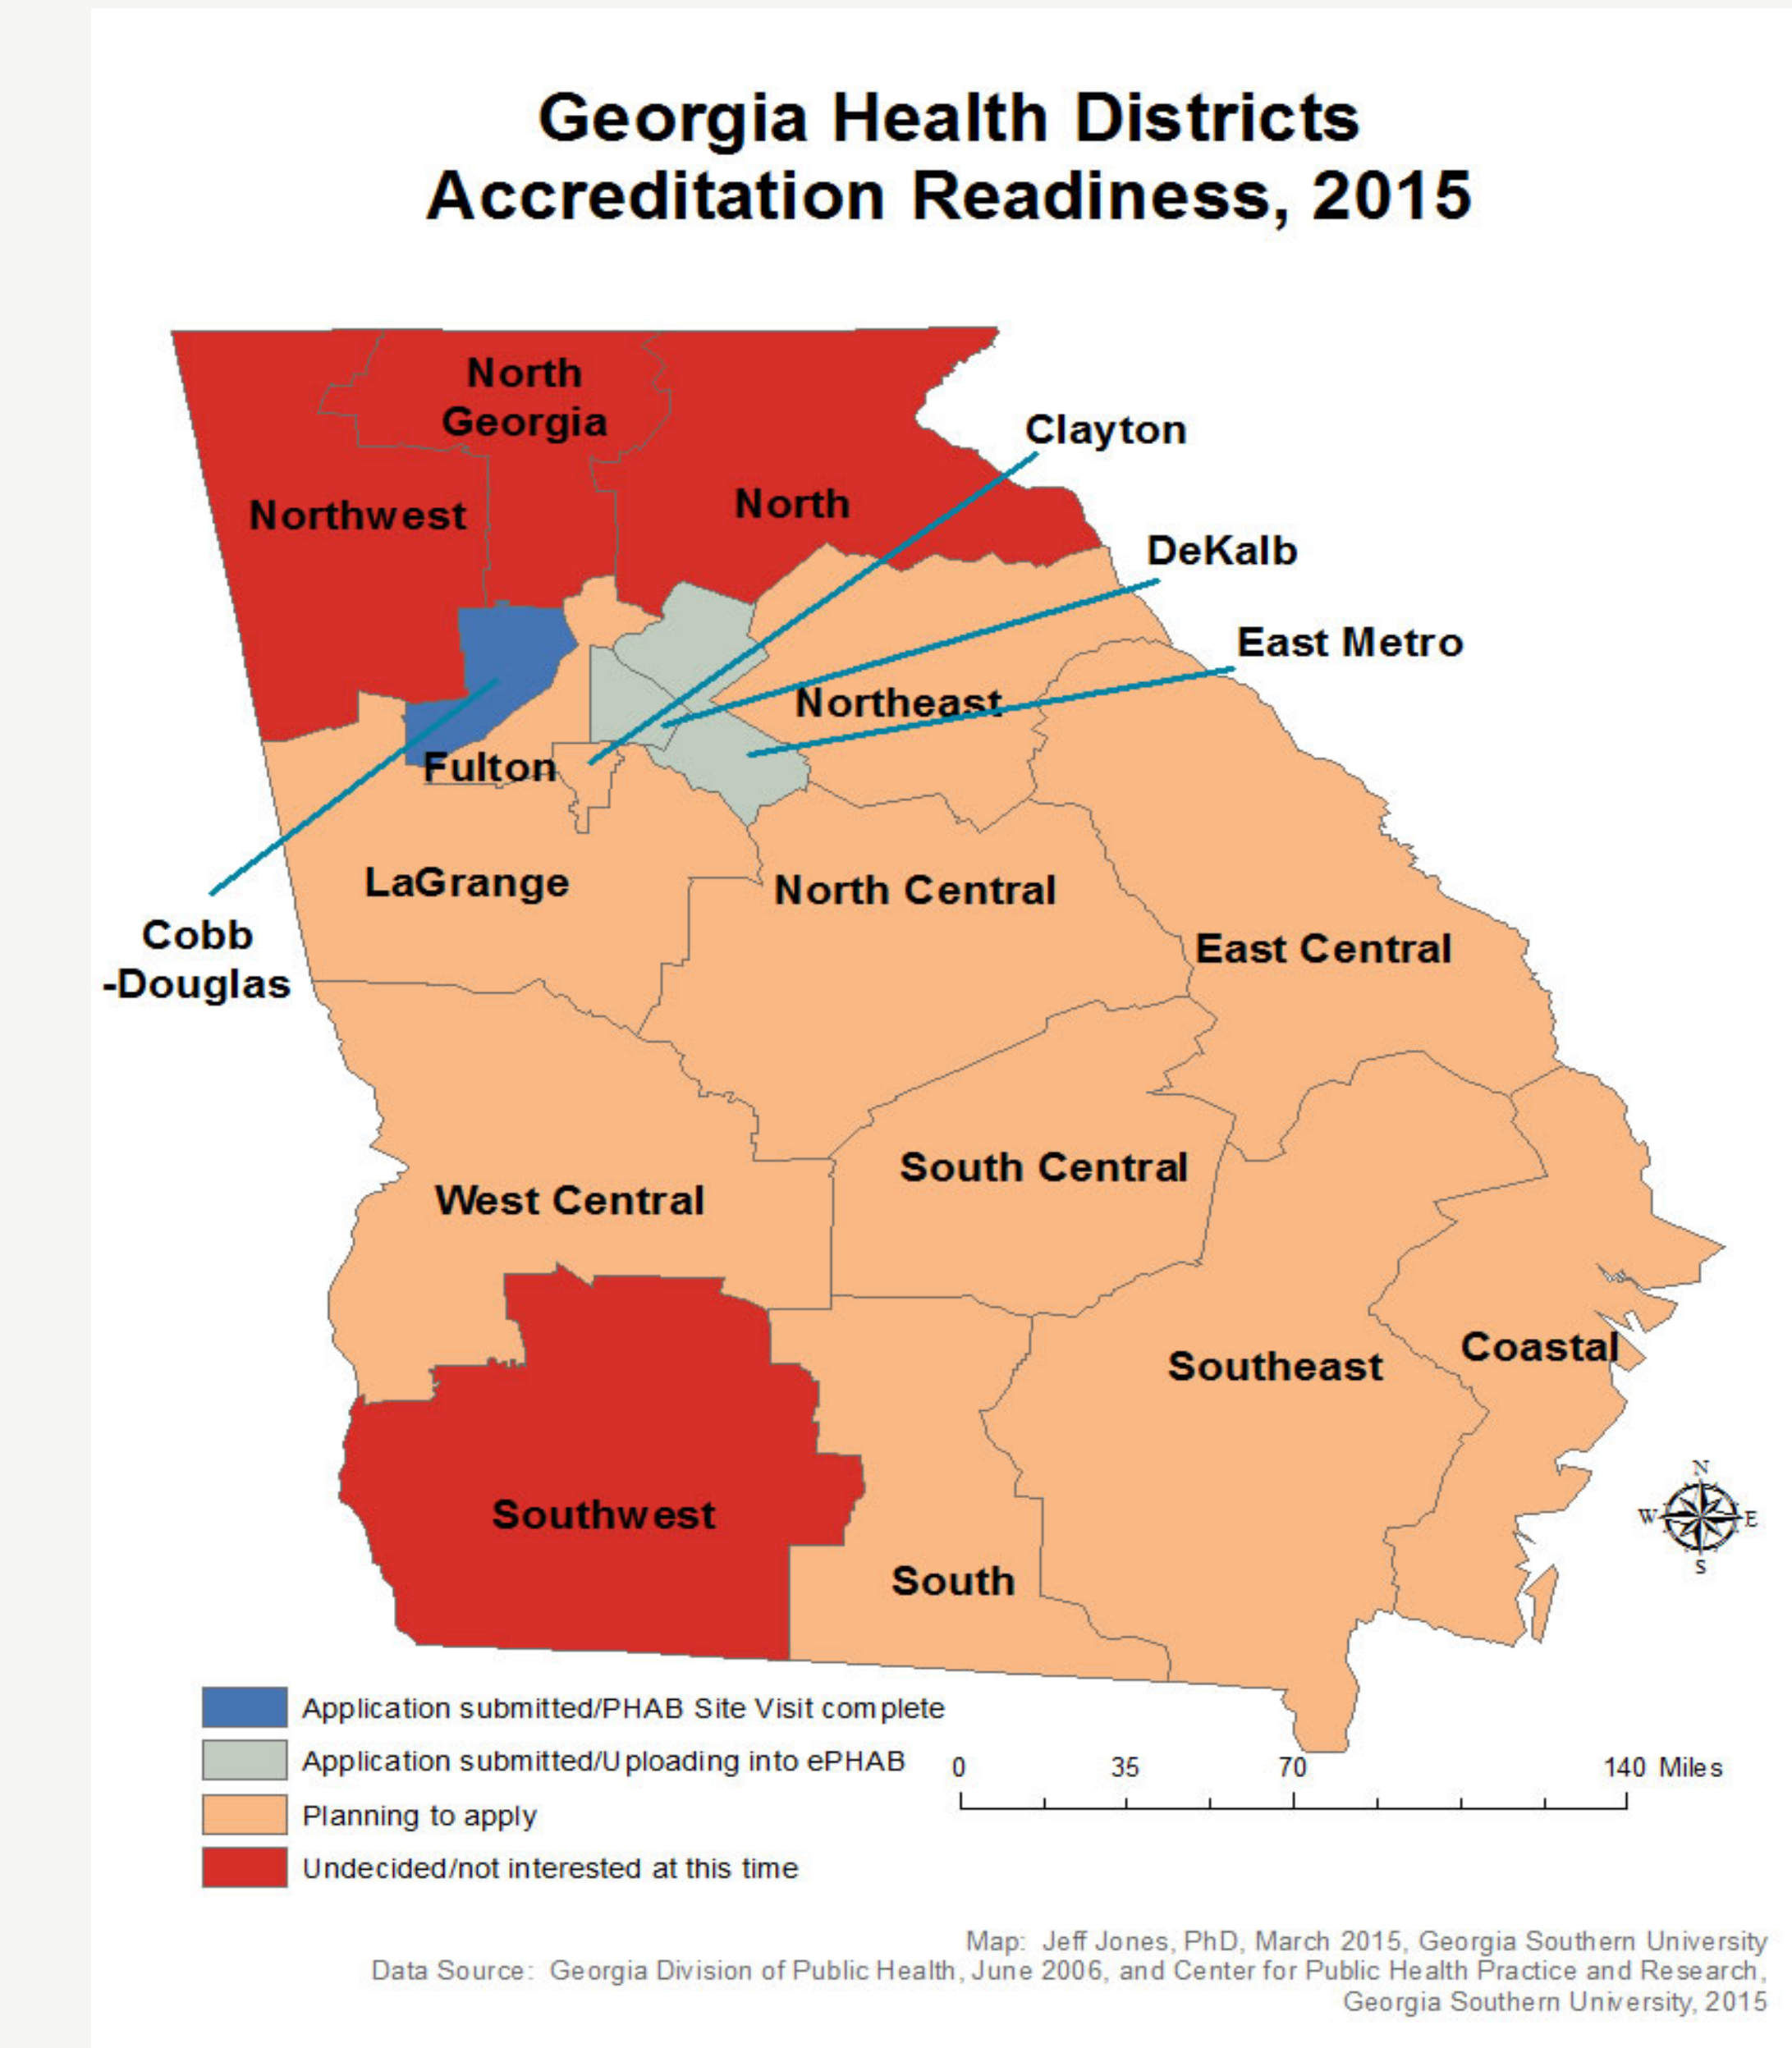 Georgia Health Districts
Accreditation Readiness, 2015
North
Georgia
Clayton
Northwest
North
DeKalb
East Metro
Northeast
Fulton
LaGrange
North Central
Cobb
-Douglas
East Central
South Central
West Central
Coastal
Southeast
Southwest
South
N
W E
S
Application submitted/PHAB Site Visit complete
Application submitted/Uploading into ePHAB
Planning to apply
Undecided/not interested at this time
0 35 70 140 Miles
Map: Jeff Jones, PhD, March 2015, Georgia Southern University
Data Source: Georgia Division of Public Health, June 2006, and Center for Public Health Practice and Research,
Georgia Southern University, 2015